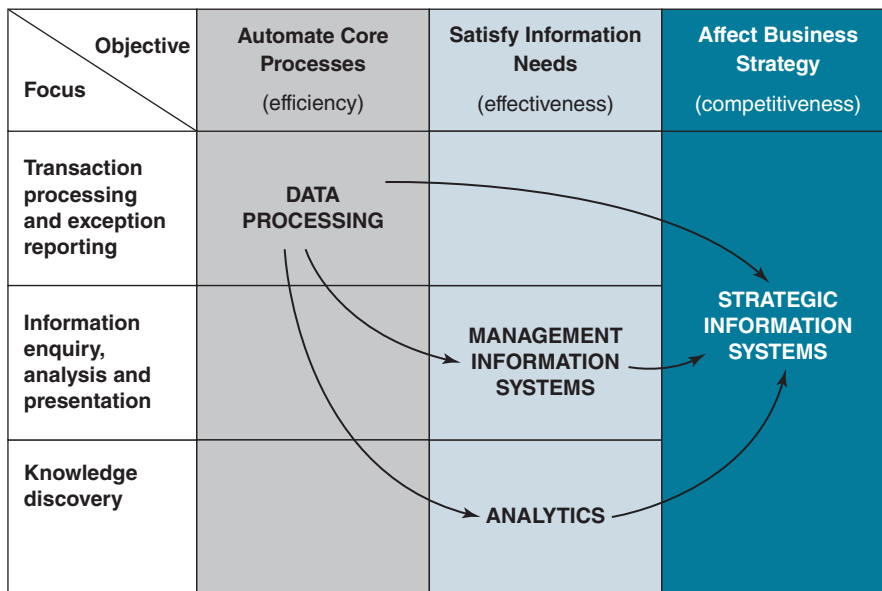 Objective
Focus
Automate Core
Processes
(efficiency)
Satisfy Information
Needs
(effectiveness)
Affect Business
Strategy
(competitiveness)
Transaction
processing
and exception
reporting
DATA
PROCESSING
Information
enquiry,
analysis and
presentation
MANAGEMENT
INFORMATION
SYSTEMS
STRATEGIC
INFORMATION
SYSTEMS
Knowledge
discovery
ANALYTICS